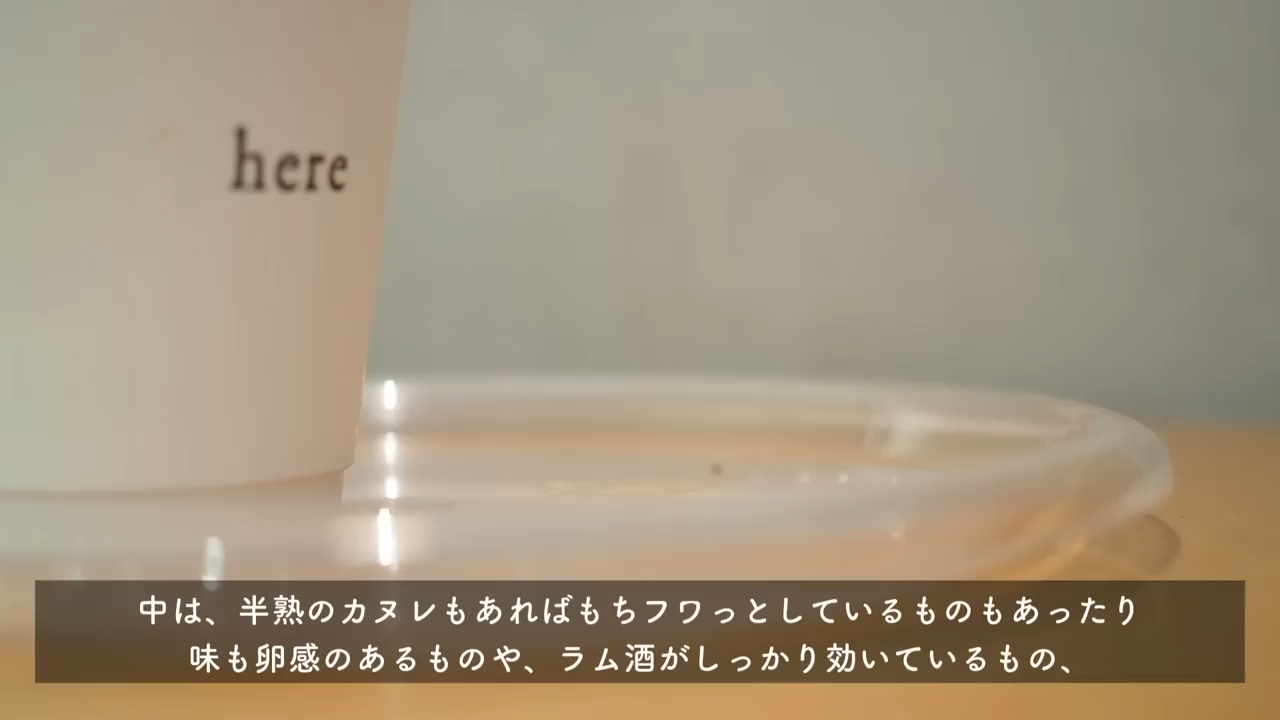 here
中は、半熟のカヌレもあればもちフワっとしているものもあったり
味も卵感のあるものや、ラム酒がしっかり効いているもの、